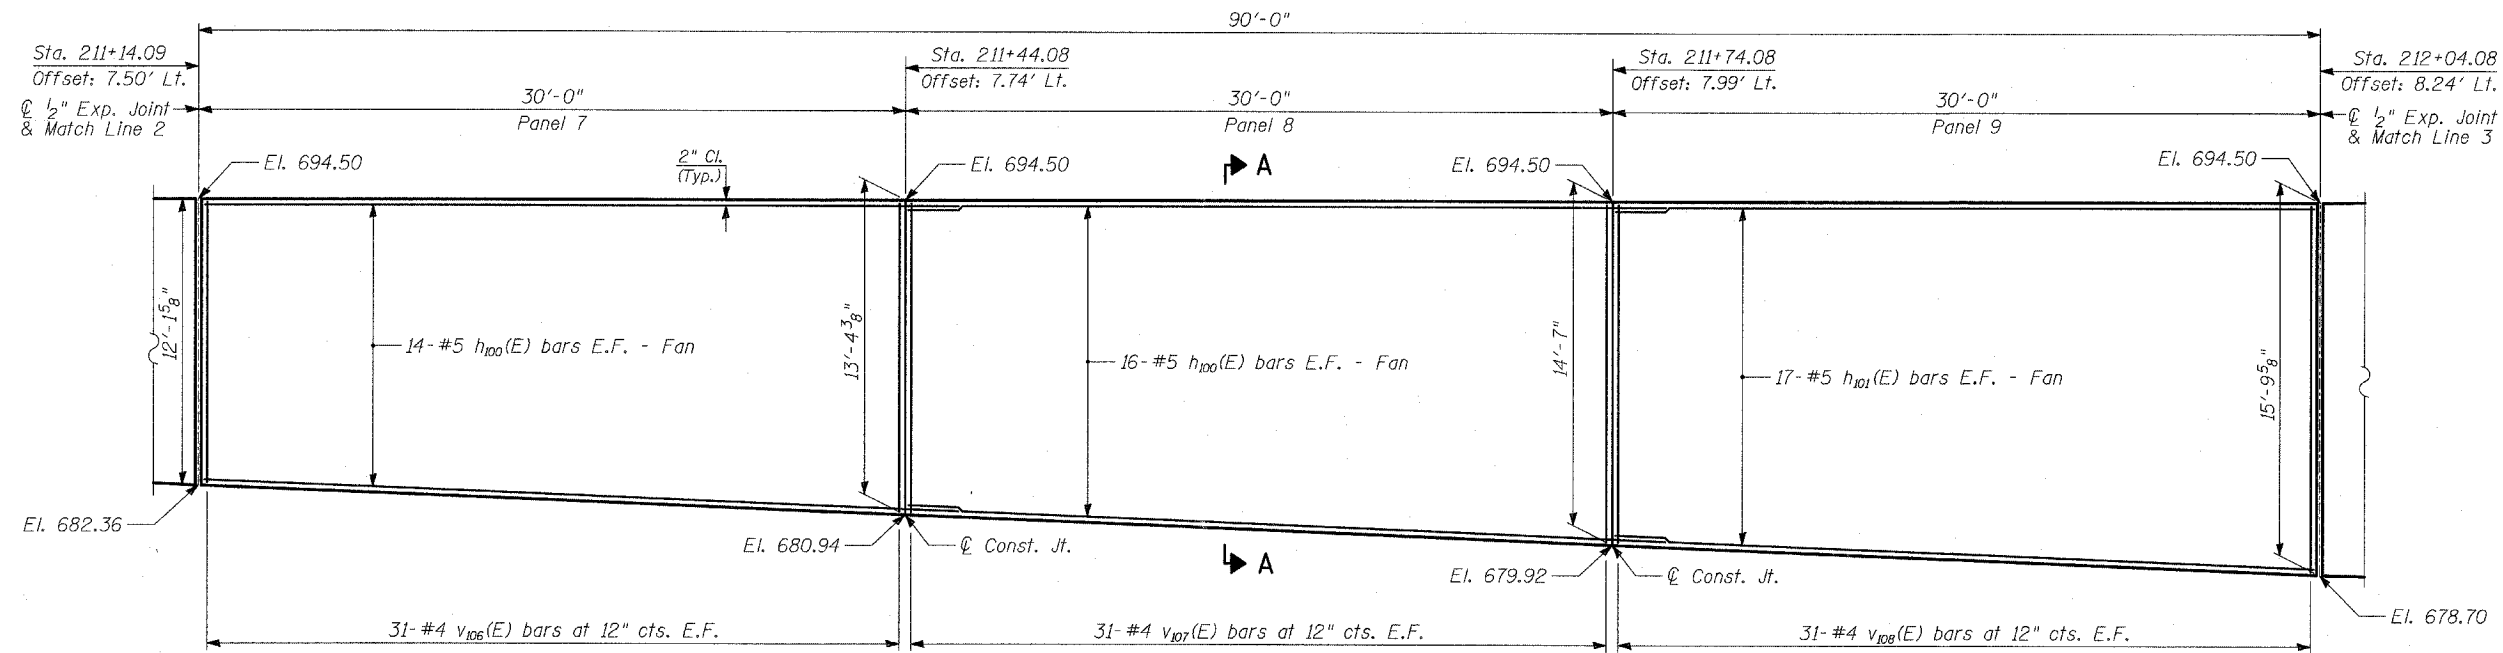 90'-0"
Sta. 211+14.09
Offset: 7.50' Lt.
℄ 1/2" Exp. Joint
& Match Line 2
Sta. 211+44.08
Offset: 7.74' Lt.
Sta. 211+74.08
Offset: 7.99' Lt.
Sta. 212+04.08
Offset: 8.24' Lt.
℄ 1/2" Exp. Joint
& Match Line 3
30'-0"
Panel 7
30'-0"
Panel 8
30'-0"
Panel 9
El. 694.50
2" Cl.
(Typ.)
El. 694.50
A
El. 694.50
El. 694.50
12'-1 5/8"
14-#5 h100(E) bars E.F. - Fan
13'-4 3/8"
16-#5 h100(E) bars E.F. - Fan
14'-7"
17-#5 h101(E) bars E.F. - Fan
15'-9 5/8"
El. 682.36
El. 680.94
℄ Const. Jt.
A
El. 679.92
℄ Const. Jt.
El. 678.70
31-#4 v106(E) bars at 12" cts. E.F.
31-#4 v107(E) bars at 12" cts. E.F.
31-#4 v108(E) bars at 12" cts. E.F.